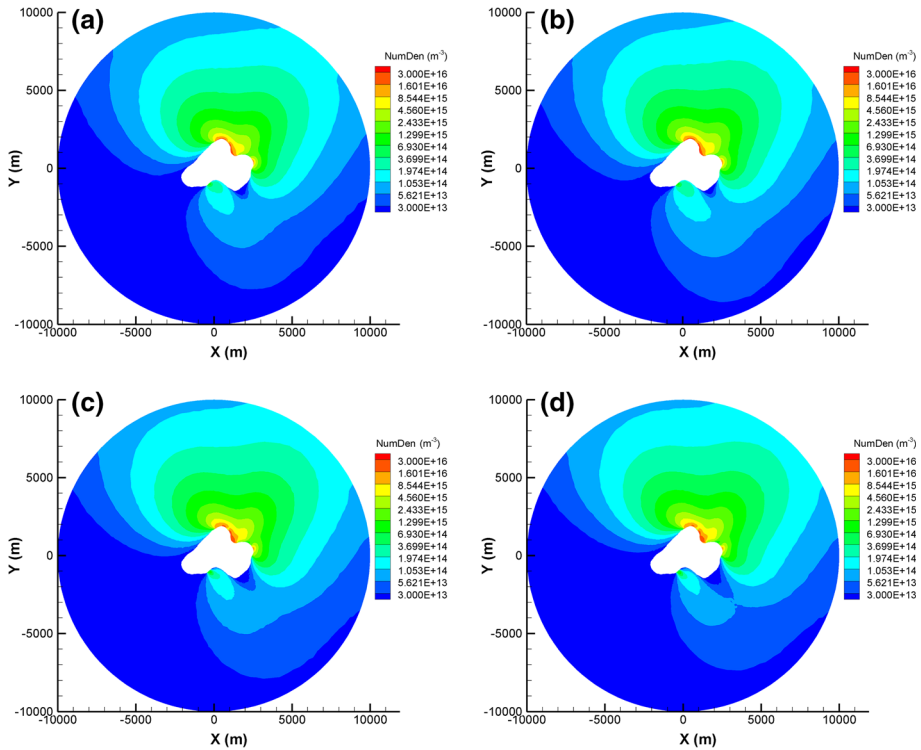 (a)
10000
5000
0
-5000
-10000
Y (m)
-10000 -5000 0 5000 10000
X (m)
NumDen (m-3)
3.000E+16
1.601E+16
8.544E+15
4.560E+15
2.433E+15
1.299E+15
6.930E+14
3.699E+14
1.974E+14
1.053E+14
5.621E+13
3.000E+13
(b)
10000
5000
0
-5000
-10000
Y (m)
-10000 -5000 0 5000 10000
X (m)
NumDen (m-3)
3.000E+16
1.601E+16
8.544E+15
4.560E+15
2.433E+15
1.299E+15
6.930E+14
3.699E+14
1.974E+14
1.053E+14
5.621E+13
3.000E+13
(c)
10000
5000
0
-5000
-10000
Y (m)
-10000 -5000 0 5000 10000
X (m)
NumDen (m-3)
3.000E+16
1.601E+16
8.544E+15
4.560E+15
2.433E+15
1.299E+15
6.930E+14
3.699E+14
1.974E+14
1.053E+14
5.621E+13
3.000E+13
(d)
10000
5000
0
-5000
-10000
Y (m)
-10000 -5000 0 5000 10000
X (m)
NumDen (m-3)
3.000E+16
1.601E+16
8.544E+15
4.560E+15
2.433E+15
1.299E+15
6.930E+14
3.699E+14
1.974E+14
1.053E+14
5.621E+13
3.000E+13